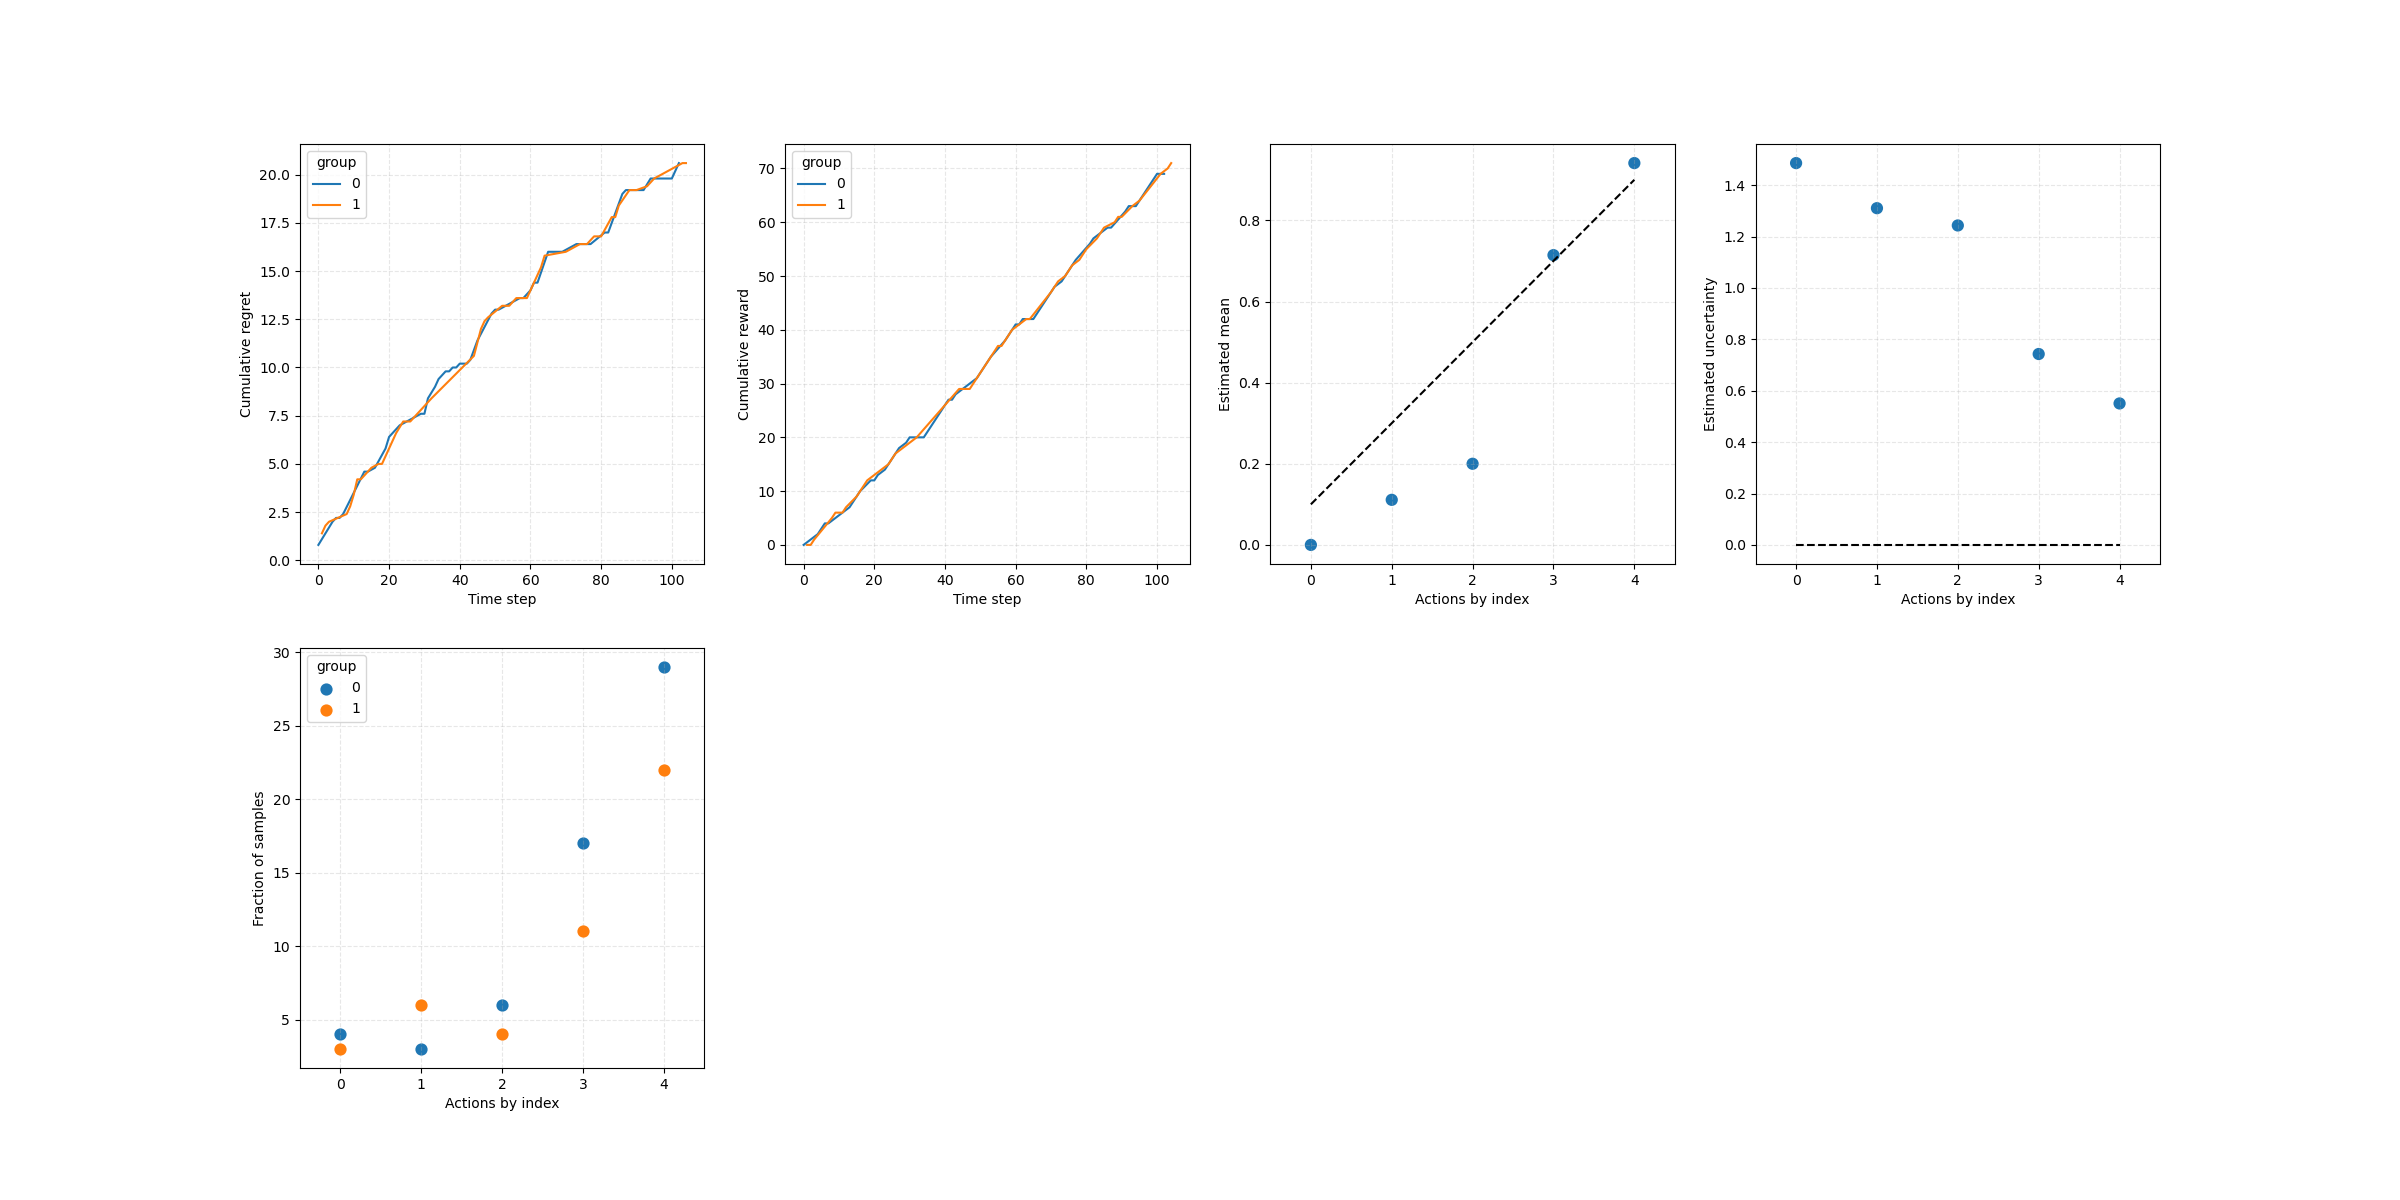 group
0
1
20.0
17.5
15.0
12.5
10.0
7.5
5.0
2.5
0.0
Cumulative regret
0 20 40 60 80 100
Time step
group
0
1
70
60
50
40
30
20
10
0
Cumulative reward
0 20 40 60 80 100
Time step
0.8
0.6
0.4
0.2
0.0
Estimated mean
0 1 2 3 4
Actions by index
1.4
1.2
1.0
0.8
0.6
0.4
0.2
0.0
Estimated uncertainty
0 1 2 3 4
Actions by index
group
0
1
30
25
20
15
10
5
Fraction of samples
0 1 2 3 4
Actions by index